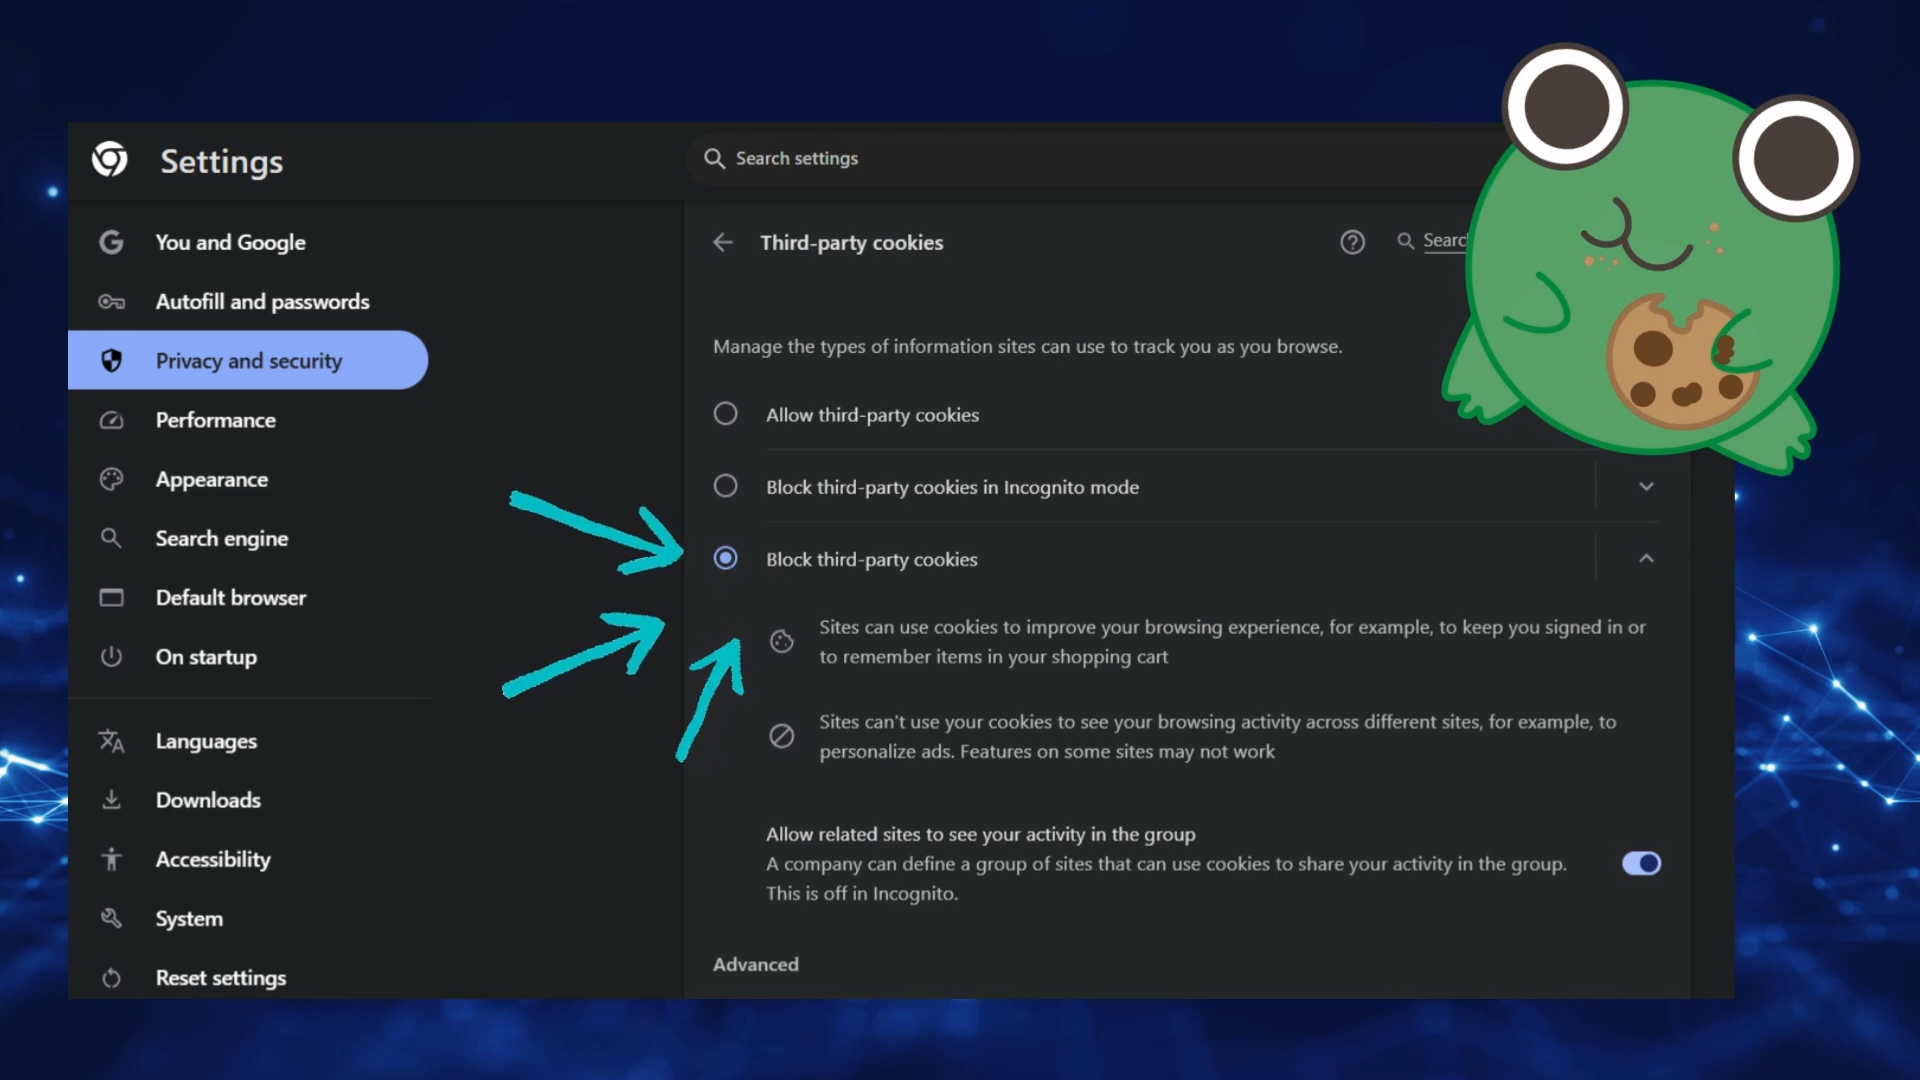 Settings
Search settings
You and Google
Autofill and passwords
Privacy and security
Performance
Appearance
Search engine
Default browser
On startup
Languages
Downloads
Accessibility
System
Reset settings
Third-party cookies
Manage the types of information sites can use to track you as you browse.
Allow third-party cookies
Block third-party cookies in Incognito mode
Block third-party cookies
Sites can use cookies to improve your browsing experience, for example, to keep you signed in or
to remember items in your shopping cart
Sites can't use your cookies to see your browsing activity across different sites, for example, to
personalize ads. Features on some sites may not work
Allow related sites to see your activity in the group
A company can define a group of sites that can use cookies to share your activity in the group.
This is off in Incognito.
Advanced